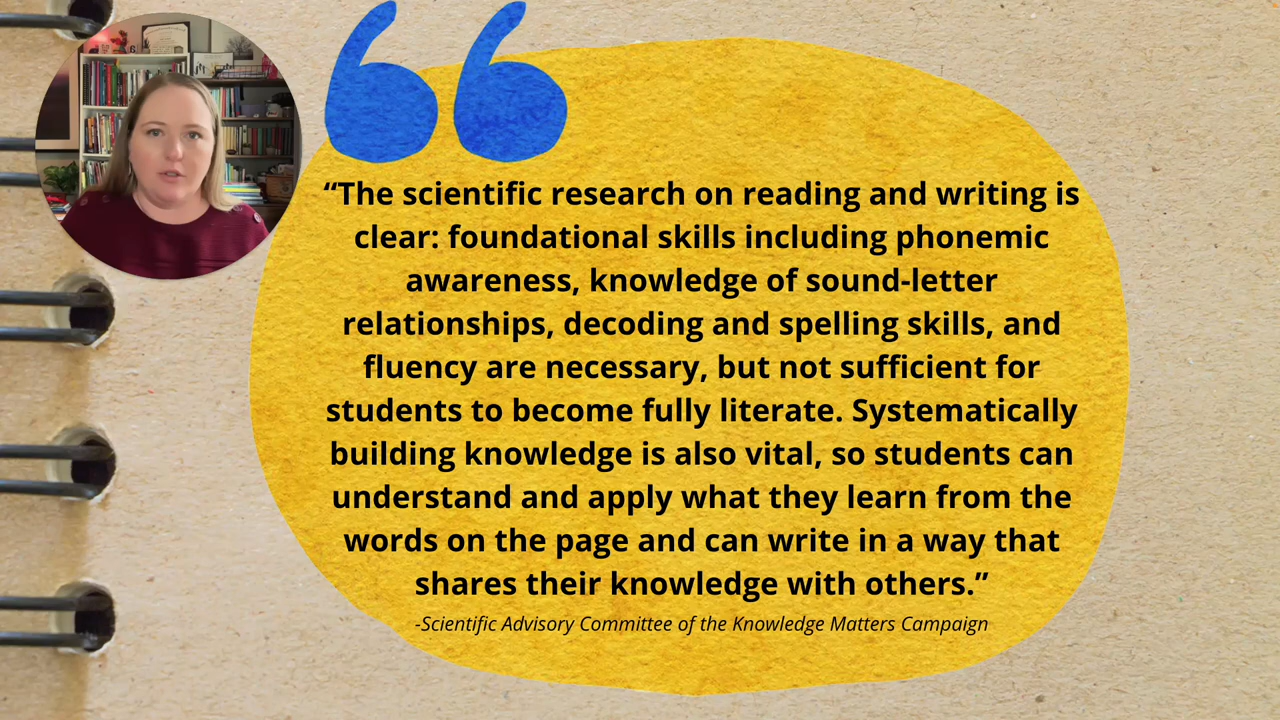 “The scientific research on reading and writing is
clear: foundational skills including phonemic
awareness, knowledge of sound-letter
relationships, decoding and spelling skills, and
fluency are necessary, but not sufficient for
students to become fully literate. Systematically
building knowledge is also vital, so students can
understand and apply what they learn from the
words on the page and can write in a way that
shares their knowledge with others.”
-Scientific Advisory Committee of the Knowledge Matters Campaign